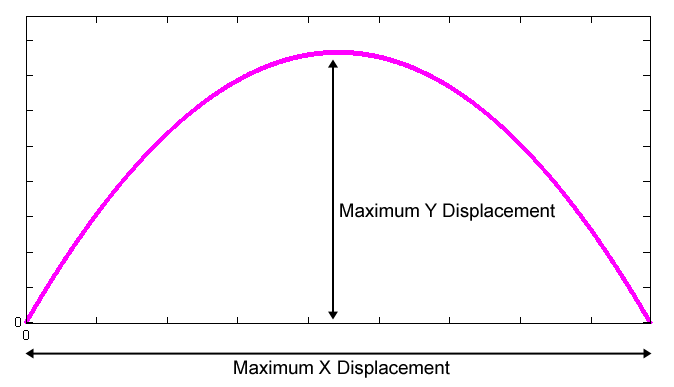 Maximum Y Displacement
0
0
Maximum X Displacement